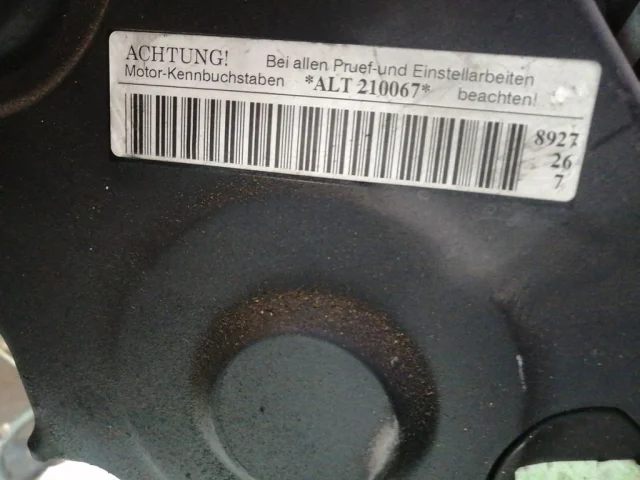 ACHTUNG! Bei allen Pruef-und Einstellarbeiten
Motor-Kennbuchstaben *ALT 210067* beachten!
8927
26
7